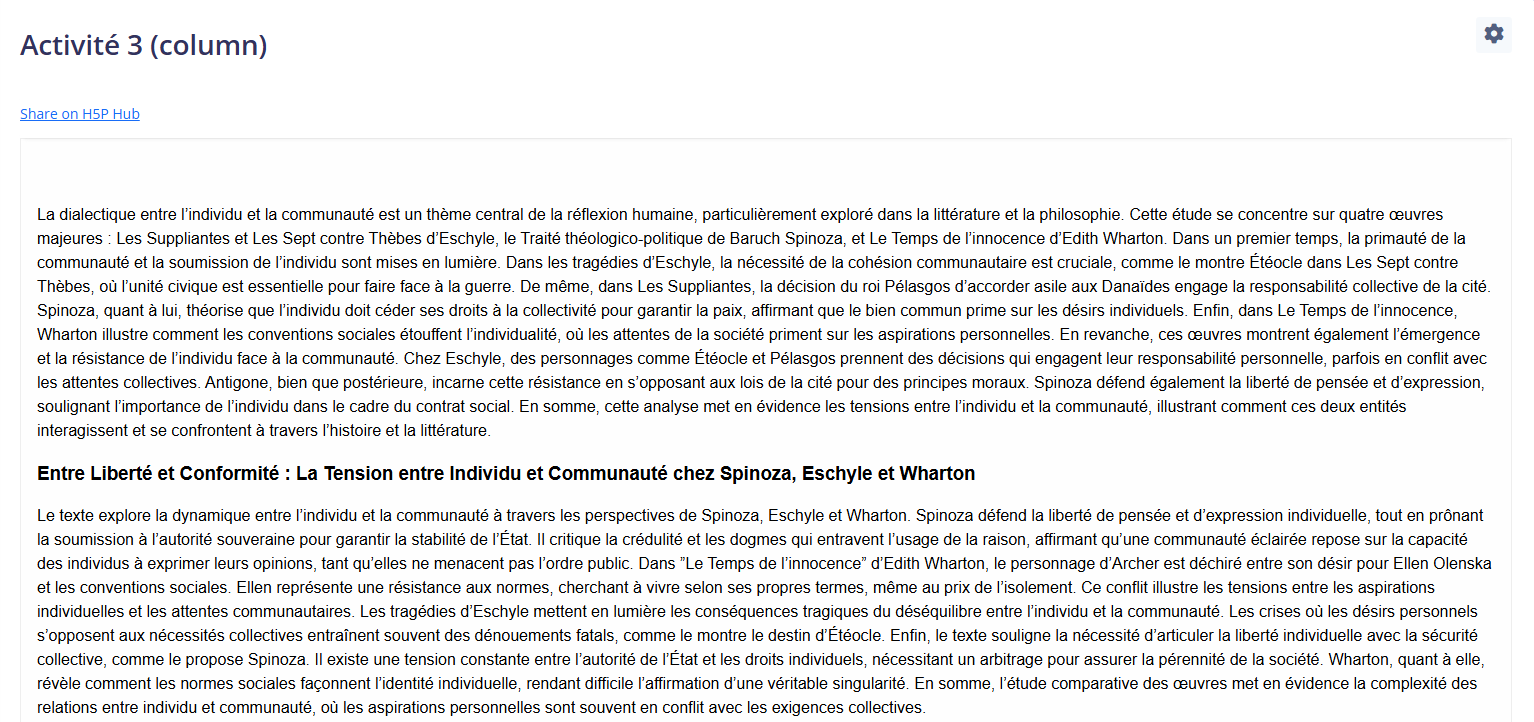 Activité 3 (column)
Share on H5P Hub
La dialectique entre l’individu et la communauté est un thème central de la réflexion humaine, particulièrement exploré dans la littérature et la philosophie. Cette étude se concentre sur quatre œuvres
majeures : Les Suppliantes et Les Sept contre Thèbes d’Eschyle, le Traité théologico-politique de Baruch Spinoza, et Le Temps de l’innocence d’Edith Wharton. Dans un premier temps, la primauté de la
communauté et la soumission de l’individu sont mises en lumière. Dans les tragédies d’Eschyle, la nécessité de la cohésion communautaire est cruciale, comme le montre Étéocle dans Les Sept contre
Thèbes, où l’unité civique est essentielle pour faire face à la guerre. De même, dans Les Suppliantes, la décision du roi Pélasgos d’accorder asile aux Danaïdes engage la responsabilité collective de la cité.
Spinoza, quant à lui, théorise que l’individu doit céder ses droits à la collectivité pour garantir la paix, affirmant que le bien commun prime sur les désirs individuels. Enfin, dans Le Temps de l’innocence,
Wharton illustre comment les conventions sociales étouffent l’individualité, où les attentes de la société priment sur les aspirations personnelles. En revanche, ces œuvres montrent également l’émergence
et la résistance de l’individu face à la communauté. Chez Eschyle, des personnages comme Étéocle et Pélasgos prennent des décisions qui engagent leur responsabilité personnelle, parfois en conflit avec
les attentes collectives. Antigone, bien que postérieure, incarne cette résistance en s’opposant aux lois de la cité pour des principes moraux. Spinoza défend également la liberté de pensée et d’expression,
soulignant l’importance de l’individu dans le cadre du contrat social. En somme, cette analyse met en évidence les tensions entre l’individu et la communauté, illustrant comment ces deux entités
interagissent et se confrontent à travers l’histoire et la littérature.
Entre Liberté et Conformité : La Tension entre Individu et Communauté chez Spinoza, Eschyle et Wharton
Le texte explore la dynamique entre l’individu et la communauté à travers les perspectives de Spinoza, Eschyle et Wharton. Spinoza défend la liberté de pensée et d’expression individuelle, tout en prônant
la soumission à l’autorité souveraine pour garantir la stabilité de l’État. Il critique la crédulité et les dogmes qui entravent l’usage de la raison, affirmant qu’une communauté éclairée repose sur la capacité
des individus à exprimer leurs opinions, tant qu’elles ne menacent pas l’ordre public. Dans ”Le Temps de l’innocence” d’Edith Wharton, le personnage d’Archer est déchiré entre son désir pour Ellen Olenska
et les conventions sociales. Ellen représente une résistance aux normes, cherchant à vivre selon ses propres termes, même au prix de l’isolement. Ce conflit illustre les tensions entre les aspirations
individuelles et les attentes communautaires. Les tragédies d’Eschyle mettent en lumière les conséquences tragiques du déséquilibre entre l’individu et la communauté. Les crises où les désirs personnels
s’opposent aux nécessités collectives entraînent souvent des dénouements fatals, comme le montre le destin d’Étéocle. Enfin, le texte souligne la nécessité d’articuler la liberté individuelle avec la sécurité
collective, comme le propose Spinoza. Il existe une tension constante entre l’autorité de l’État et les droits individuels, nécessitant un arbitrage pour assurer la pérennité de la société. Wharton, quant à elle,
révèle comment les normes sociales façonnent l’identité individuelle, rendant difficile l’affirmation d’une véritable singularité. En somme, l’étude comparative des œuvres met en évidence la complexité des
relations entre individu et communauté, où les aspirations personnelles sont souvent en conflit avec les exigences collectives.